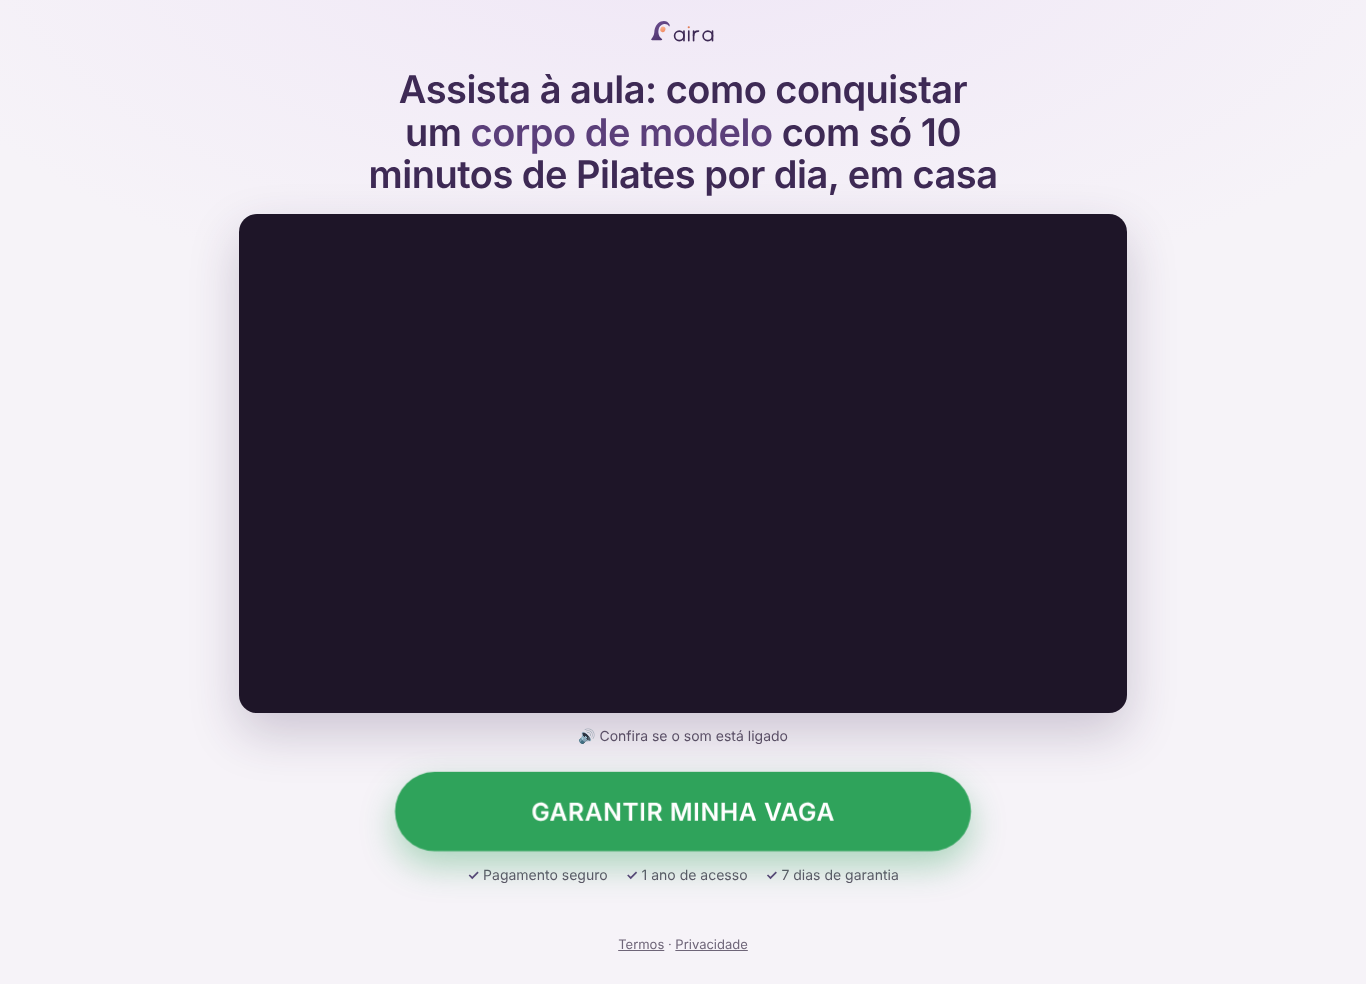 aira
Assista à aula: como conquistar
um corpo de modelo com só 10
minutos de Pilates por dia, em casa
🔊 Confira se o som está ligado
GARANTIR MINHA VAGA
✓ Pagamento seguro ✓ 1 ano de acesso ✓ 7 dias de garantia
Termos · Privacidade